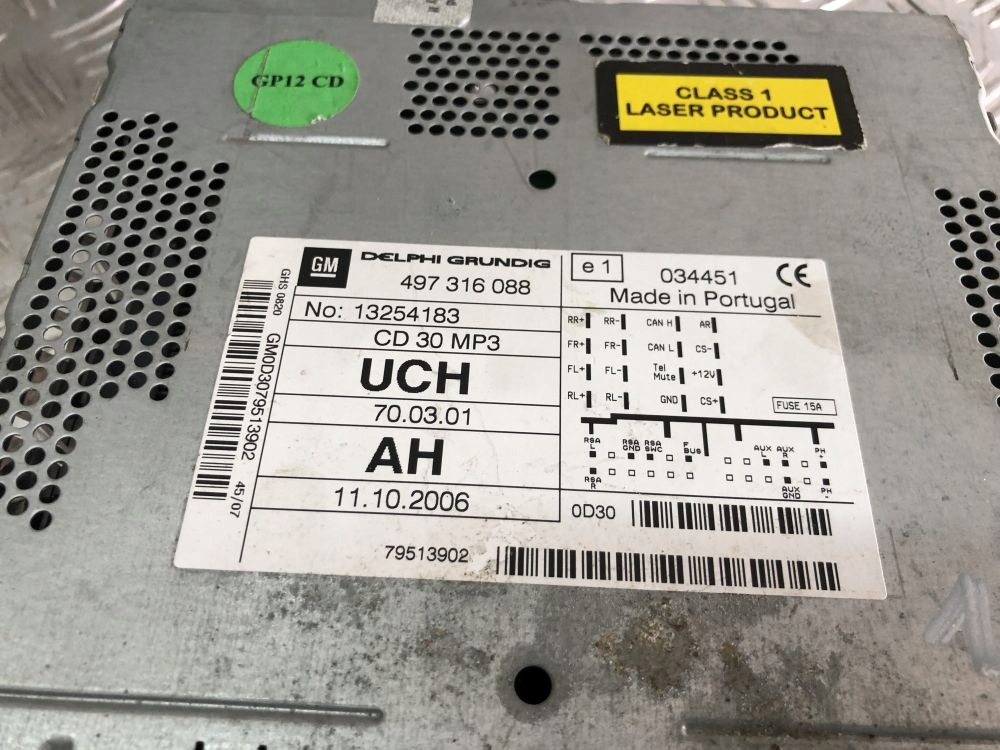 GP12 CD
CLASS 1
LASER PRODUCT
GM DELPHI GRUNDIG
497 316 088
No: 13254183
CD 30 MP3
UCH
70.03.01
AH
11.10.2006
79513902
GHS 0820
GM0D3079513902
45/07
e1 034451 CE
Made in Portugal
RR+ RR- CAN H AR
FR+ FR- CAN L CS-
FL+ FL- Tel Mute +12V
RL+ RL- GND CS+
FUSE 15A
RSA L RSA GND RSA SWC F BUS AUX L AUX R PH +
RSA R AUX GND PH -
0D30